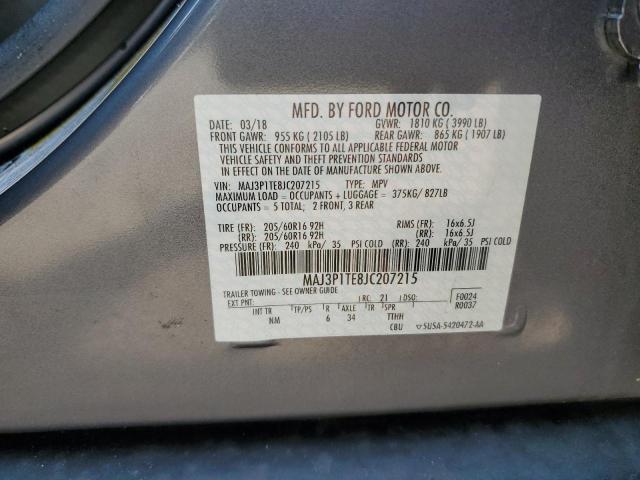 MFD. BY FORD MOTOR CO.
DATE: 03/18 GVWR: 1810 KG ( 3990 LB)
FRONT GAWR: 955 KG ( 2105 LB) REAR GAWR: 865 KG ( 1907 LB)
THIS VEHICLE CONFORMS TO ALL APPLICABLE FEDERAL MOTOR
VEHICLE SAFETY AND THEFT PREVENTION STANDARDS IN
EFFECT ON THE DATE OF MANUFACTURE SHOWN ABOVE.
VIN: MAJ3P1TE8JC207215 TYPE: MPV
MAXIMUM LOAD = OCCUPANTS + LUGGAGE = 375KG/ 827LB
OCCUPANTS = 5 TOTAL; 2 FRONT, 3 REAR
TIRE (FR): 205/60R16 92H RIMS (FR): 16x6.5J
(RR): 205/60R16 92H (RR): 16x6.5J
PRESSURE (FR): 240 kPa/ 35 PSI COLD (RR): 240 kPa/ 35 PSI COLD
MAJ3P1TE8JC207215
TRAILER TOWING - SEE OWNER GUIDE
EXT PNT: RC: 21 DSO: F0024
R0037
INT TR TP/PS R AXLE TR SPR
NM 6 34 TTHH
CBU 5USA-5420472-AA